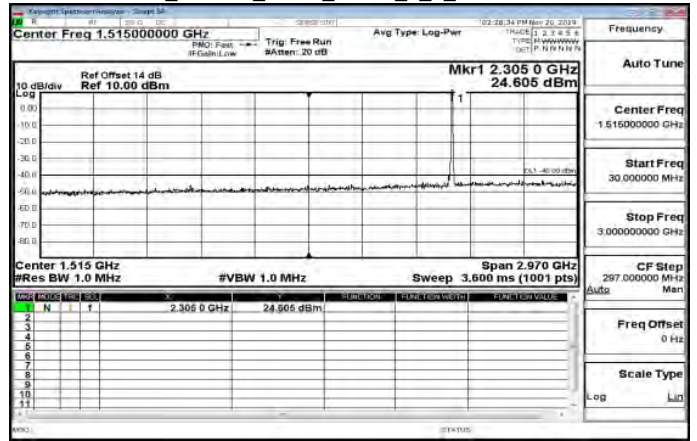 Keysight Spectrum Analyzer - Swept SA
Center Freq 1.515000000 GHz
PNO: Fast
IFGain:Low
Trig: Free Run
#Atten: 20 dB
Avg Type: Log-Pwr
02:28:34 PM Nov 20, 2019
TRACE 1 2 3 4 5 6
TYPE M W W W W W
DET P N N N N N
Ref Offset 14 dB
10 dB/div Ref 10.00 dBm
Log
Mkr1 2.305 0 GHz
24.605 dBm
1
0.00
-10.0
-20.0
-30.0
-40.0
-50.0
-60.0
-70.0
-80.0
DL1 -40.00 dBm
Center 1.515 GHz
#Res BW 1.0 MHz
#VBW 1.0 MHz
Span 2.970 GHz
Sweep 3.600 ms (1001 pts)
MKR MODE TRC SCL X Y FUNCTION FUNCTION WIDTH FUNCTION VALUE
1 N 1 f 2.305 0 GHz 24.605 dBm
2
3
4
5
6
7
8
9
10
11
MSG
STATUS
Frequency
Auto Tune
Center Freq
1.515000000 GHz
Start Freq
30.000000 MHz
Stop Freq
3.000000000 GHz
CF Step
297.000000 MHz
Auto Man
Freq Offset
0 Hz
Scale Type
Log Lin